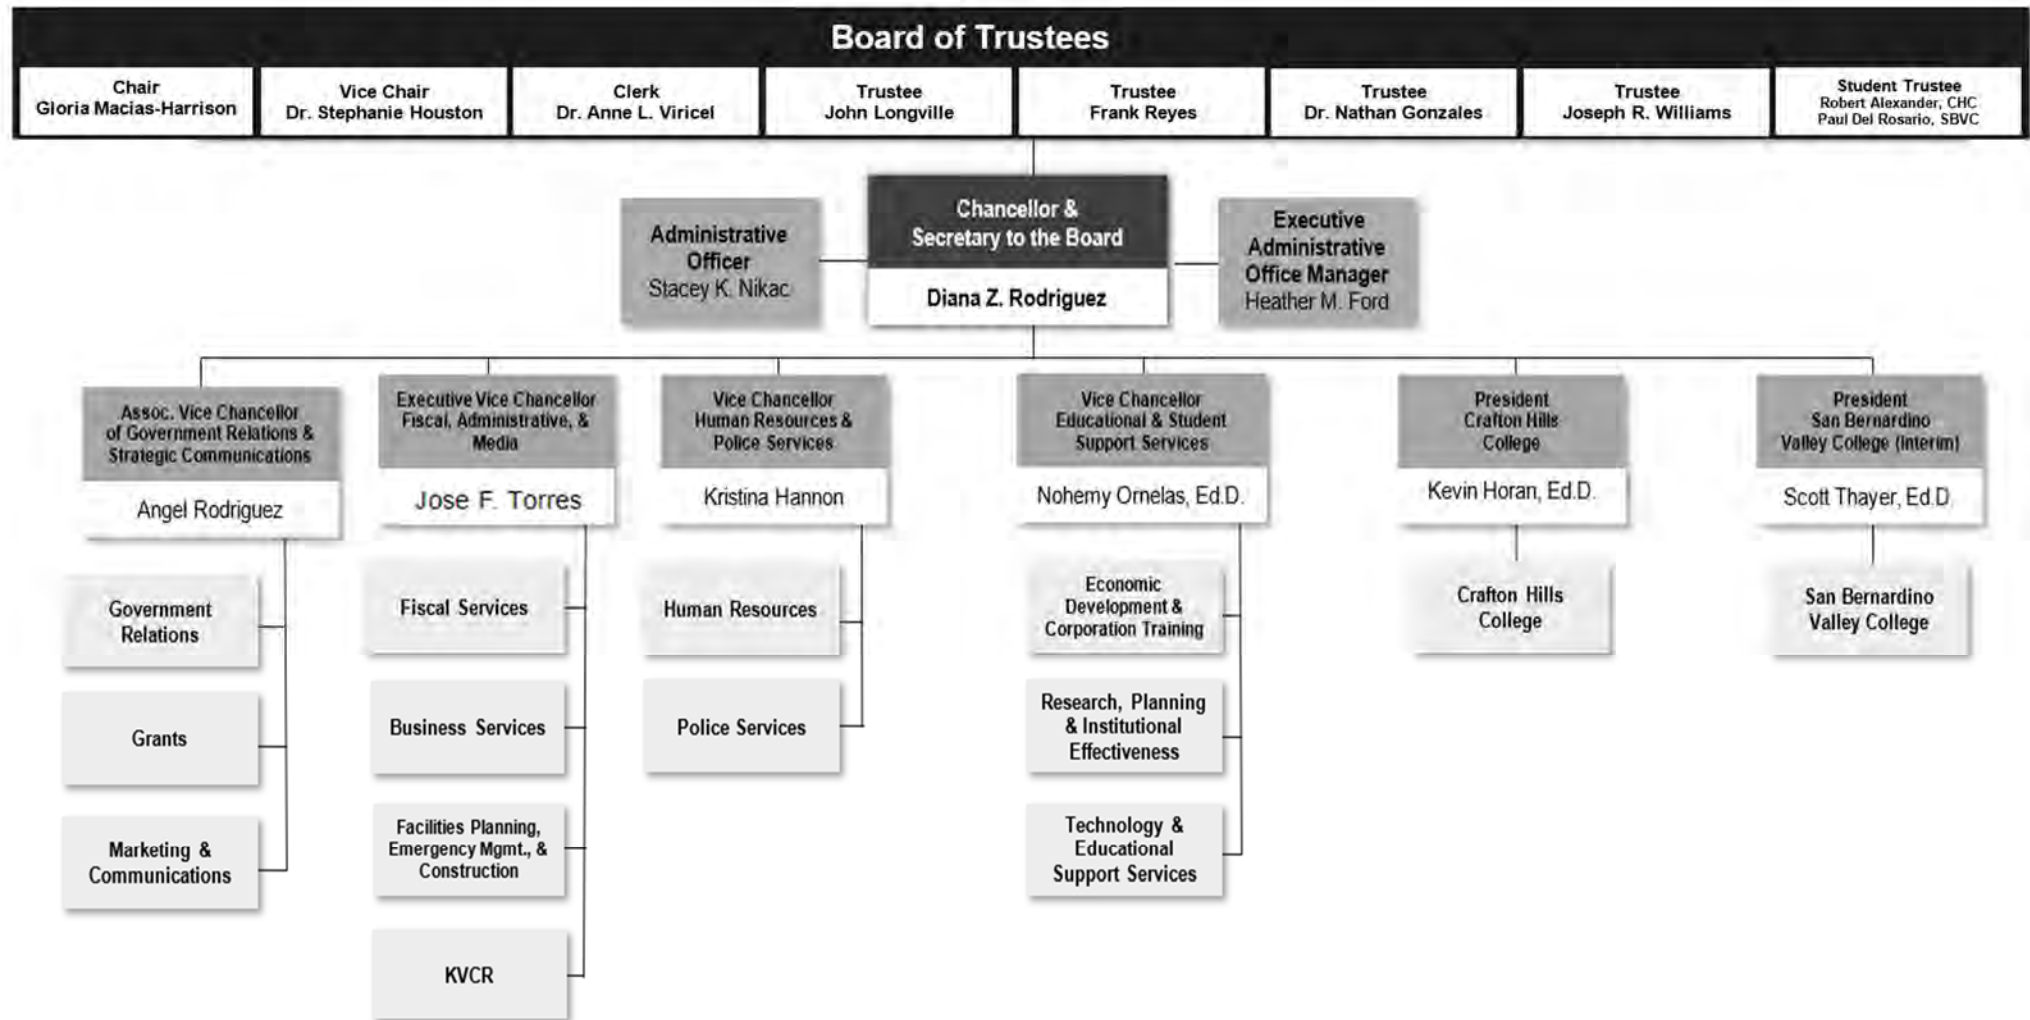 Board of Trustees
Chair
Gloria Macias-Harrison
Vice Chair
Dr. Stephanie Houston
Clerk
Dr. Anne L. Viricel
Trustee
John Longville
Trustee
Frank Reyes
Trustee
Dr. Nathan Gonzales
Trustee
Joseph R. Williams
Student Trustee
Robert Alexander, CHC
Paul Del Rosario, SBVC
Administrative
Officer
Stacey K. Nikac
Chancellor &
Secretary to the Board
Diana Z. Rodriguez
Executive
Administrative
Office Manager
Heather M. Ford
Assoc. Vice Chancellor
of Government Relations &
Strategic Communications
Angel Rodriguez
Executive Vice Chancellor
Fiscal, Administrative, &
Media
Jose F. Torres
Vice Chancellor
Human Resources &
Police Services
Kristina Hannon
Vice Chancellor
Educational & Student
Support Services
Nohemy Ornelas, Ed.D.
President
Crafton Hills
College
Kevin Horan, Ed.D.
President
San Bernardino
Valley College (Interim)
Scott Thayer, Ed.D
Government
Relations
Grants
Marketing &
Communications
Fiscal Services
Business Services
Facilities Planning,
Emergency Mgmt., &
Construction
KVCR
Human Resources
Police Services
Economic
Development &
Corporation Training
Research, Planning
& Institutional
Effectiveness
Technology &
Educational
Support Services
Crafton Hills
College
San Bernardino
Valley College